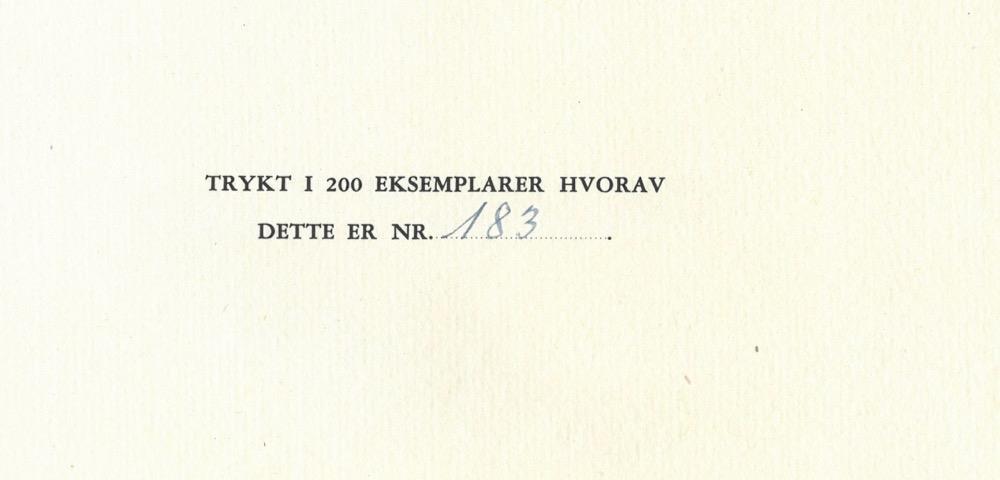 TRYKT I 200 EKSEMPLARER HVORAV
DETTE ER NR. 183.